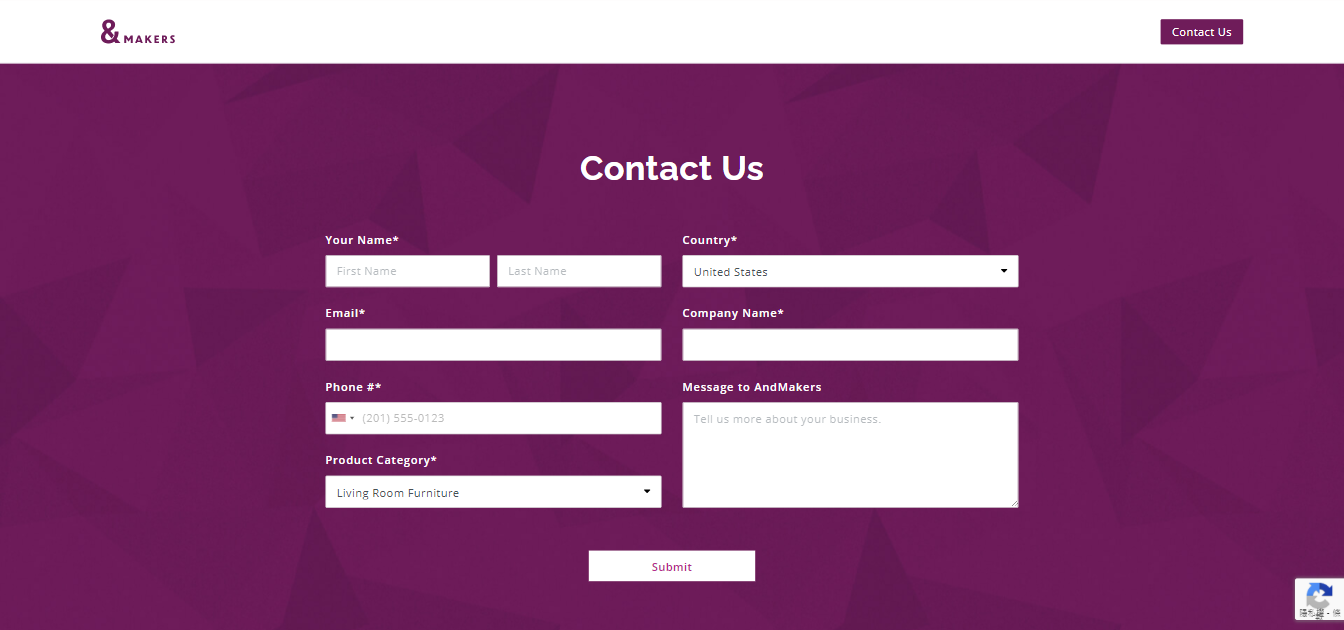 & MAKERS
Contact Us
Contact Us
Your Name*
First Name
Last Name
Country*
United States
Email*
Company Name*
Phone #*
(201) 555-0123
Message to AndMakers
Tell us more about your business.
Product Category*
Living Room Furniture
Submit